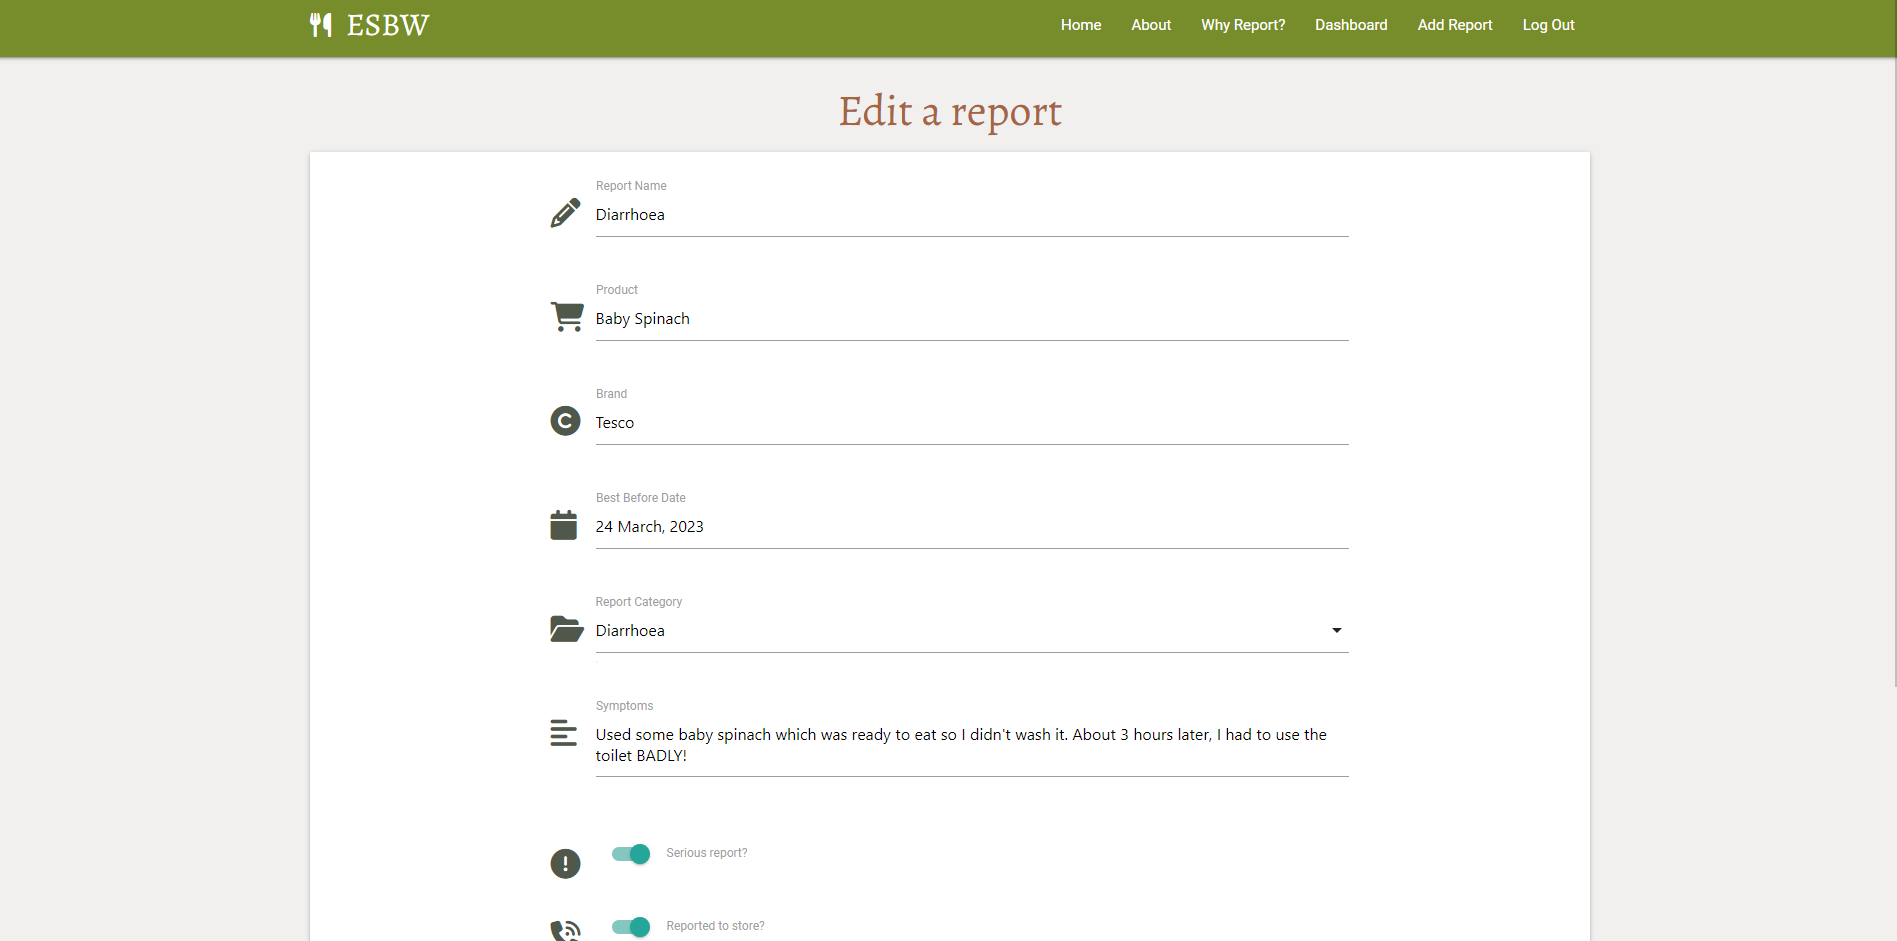 ESBW
Home About Why Report? Dashboard Add Report Log Out
Edit a report
Report Name
Diarrhoea
Product
Baby Spinach
Brand
Tesco
Best Before Date
24 March, 2023
Report Category
Diarrhoea
Symptoms
Used some baby spinach which was ready to eat so I didn't wash it. About 3 hours later, I had to use the
toilet BADLY!
Serious report?
Reported to store?